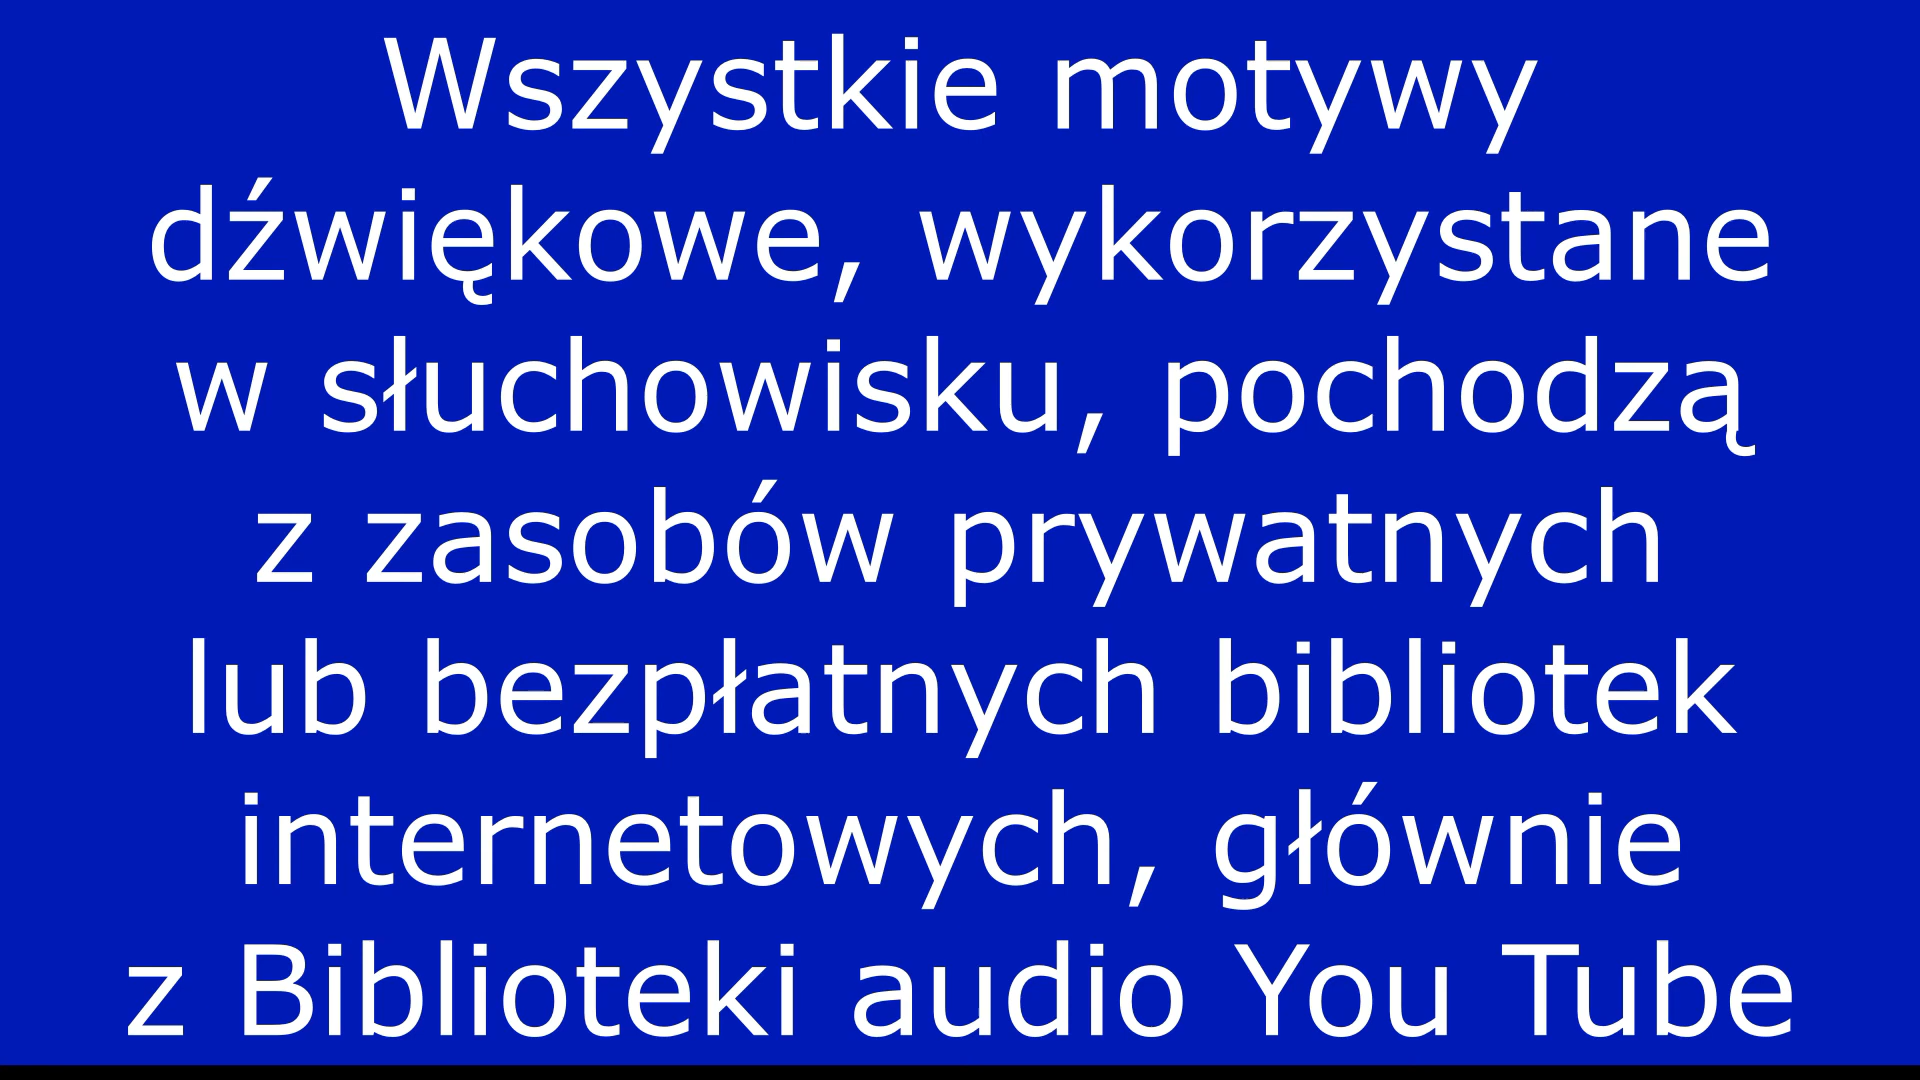 Wszystkie motywy
dźwiękowe, wykorzystane
w słuchowisku, pochodzą
z zasobów prywatnych
lub bezpłatnych bibliotek
internetowych, głównie
z Biblioteki audio You Tube